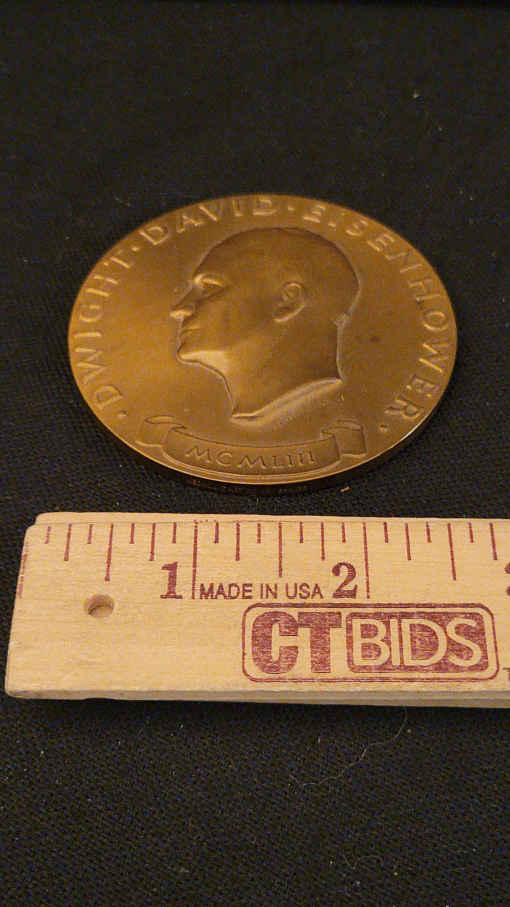 · DWIGHT · DAVID · EISENHOWER ·
MCMLIII
1 MADE IN USA 2
CTBIDS